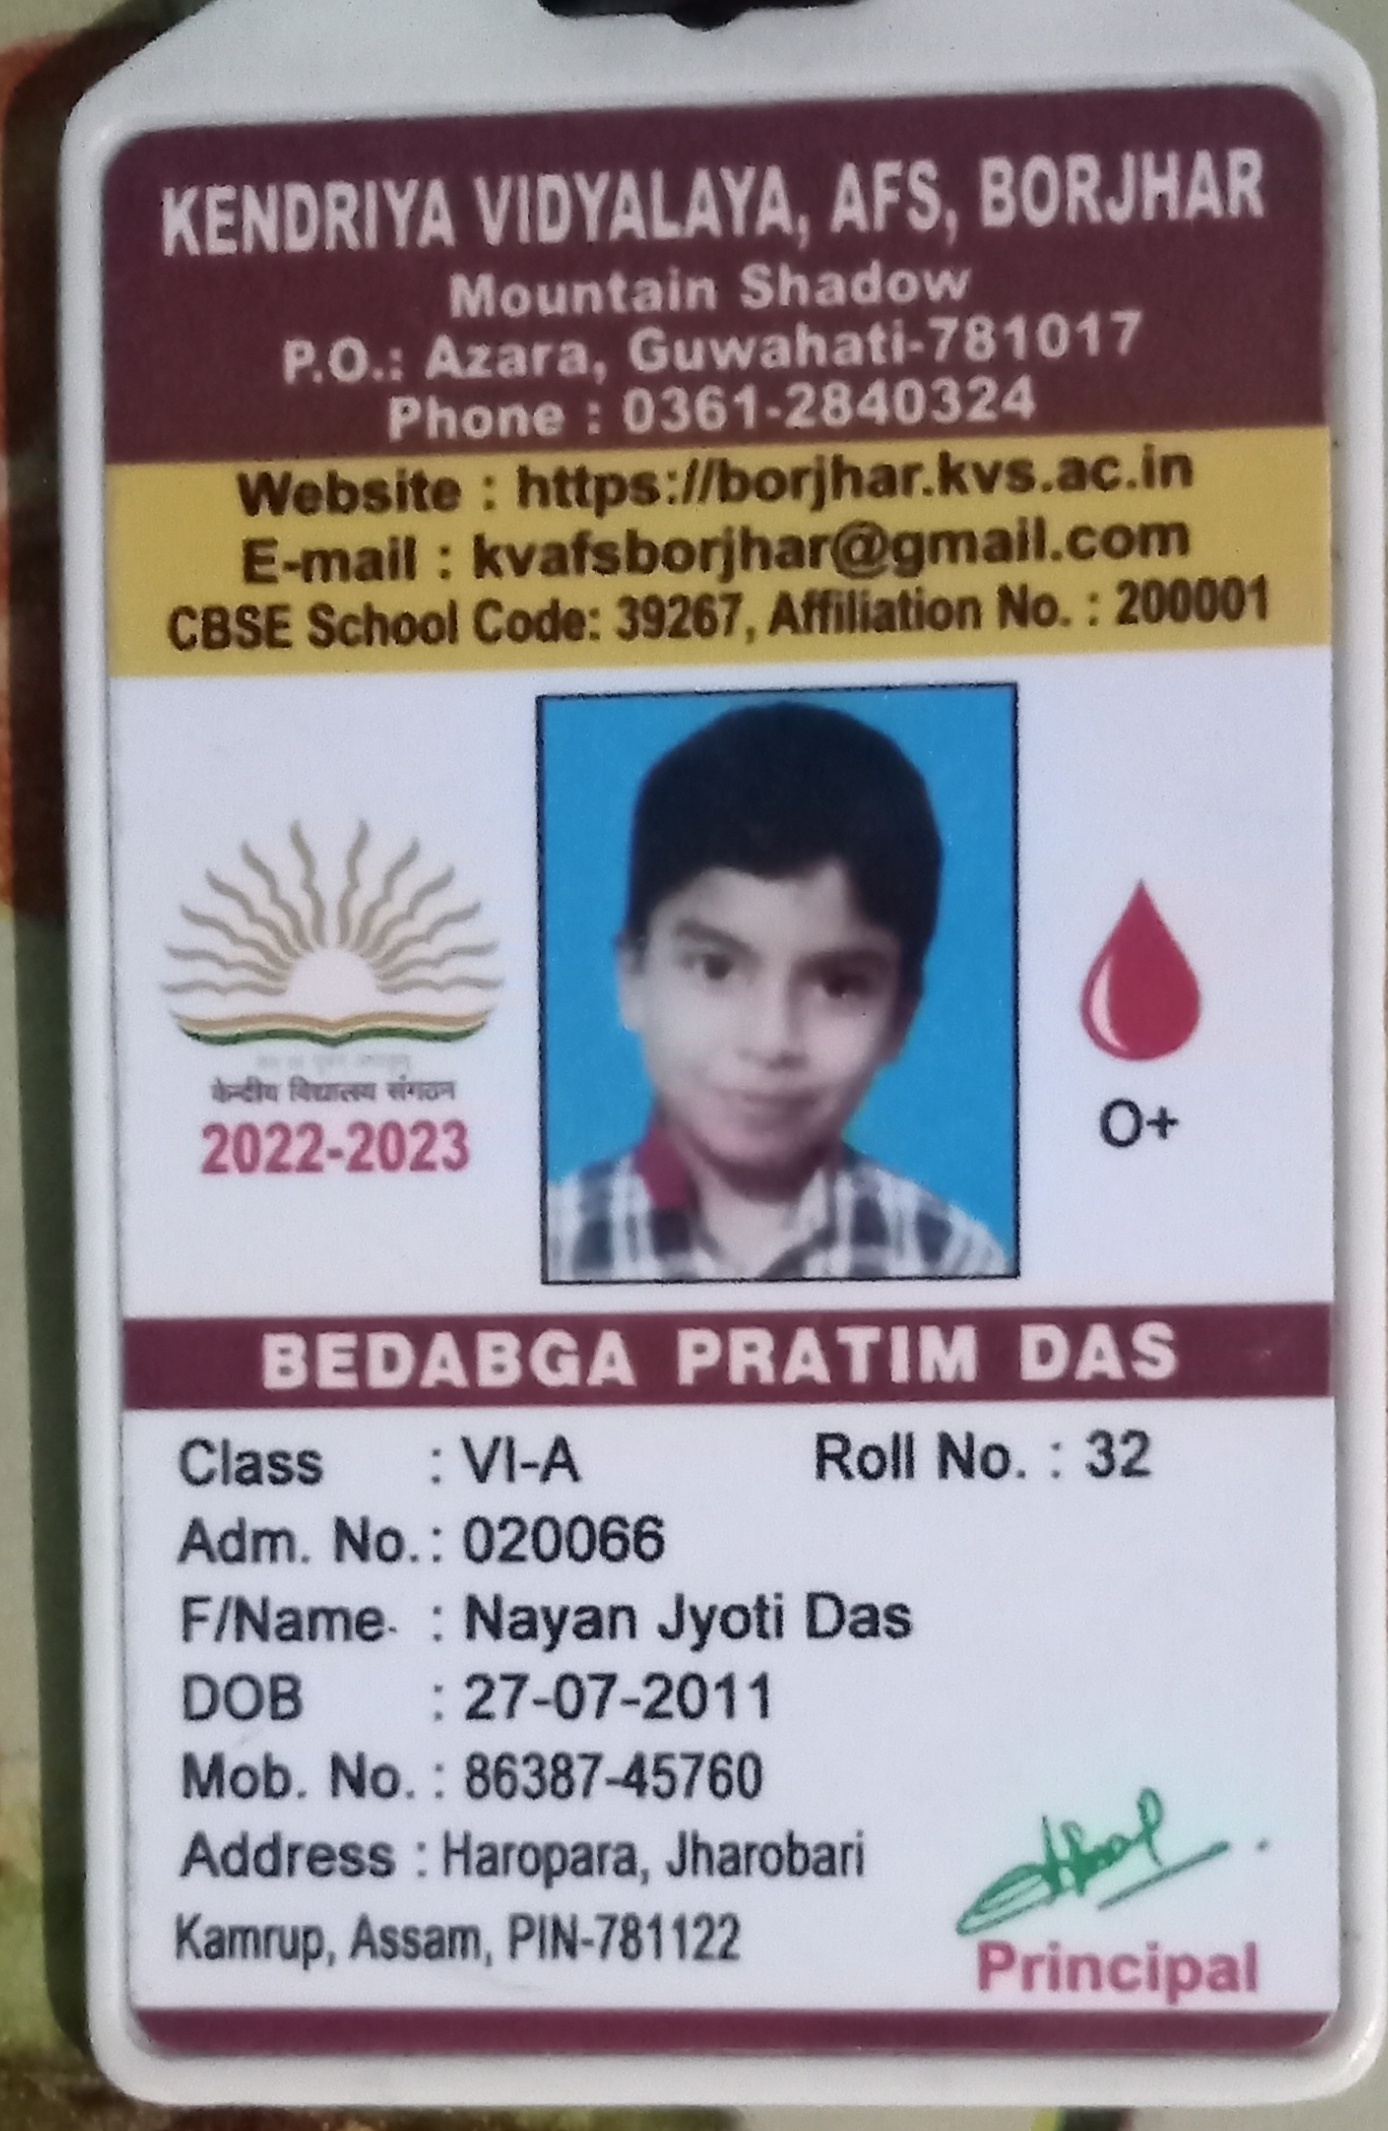 KENDRIYA VIDYALAYA, AFS, BORJHAR
Mountain Shadow
P.O.: Azara, Guwahati-781017
Phone : 0361-2840324
Website : https://borjhar.kvs.ac.in
E-mail : kvafsborjhar@gmail.com
CBSE School Code: 39267, Affiliation No. : 200001
केन्द्रीय विद्यालय संगठन
2022-2023
O+
BEDABGA PRATIM DAS
Class : VI-A Roll No. : 32
Adm. No. : 020066
F/Name : Nayan Jyoti Das
DOB : 27-07-2011
Mob. No. : 86387-45760
Address : Haropara, Jharobari
Kamrup, Assam, PIN-781122
Principal